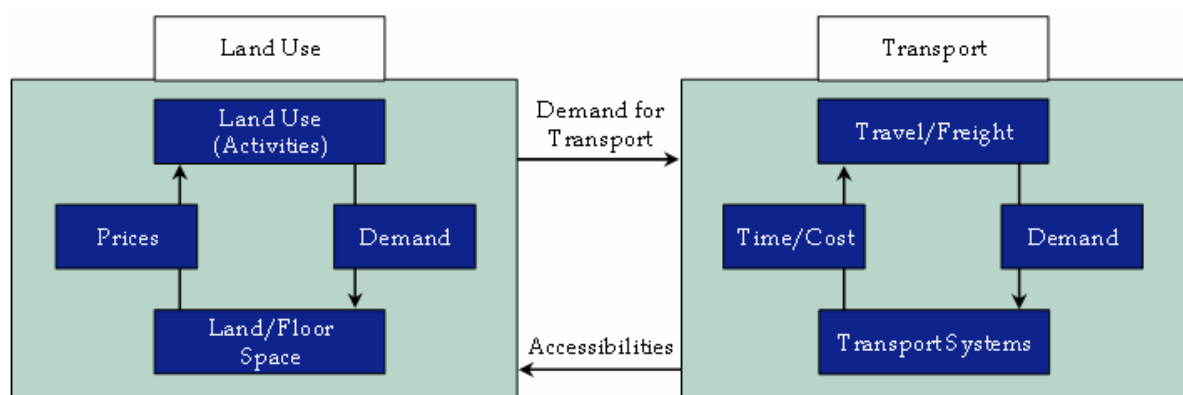 Land Use
Transport
Land Use
(Activities)
Prices
Demand
Land/Floor
Space
Demand for
Transport
Accessibilities
Travel/Freight
Time/Cost
Demand
Transport Systems